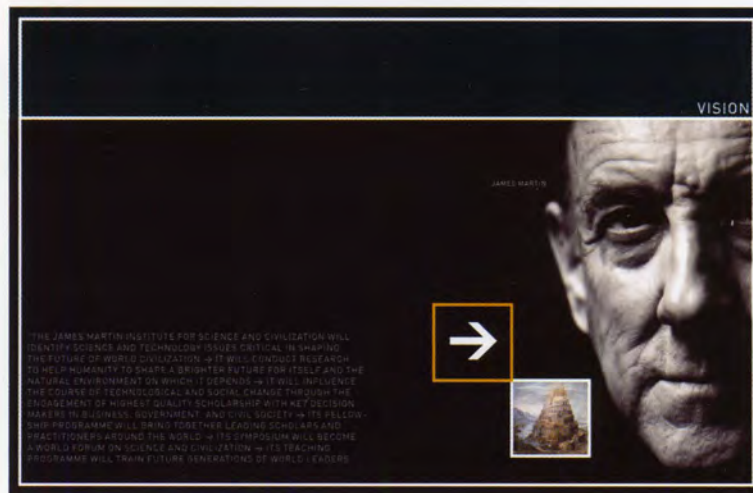 VISION
JAMES MARTIN
"THE JAMES MARTIN INSTITUTE FOR SCIENCE AND CIVILIZATION WILL
IDENTIFY SCIENCE AND TECHNOLOGY ISSUES CRITICAL IN SHAPING
THE FUTURE OF WORLD CIVILIZATION → IT WILL CONDUCT RESEARCH
TO HELP HUMANITY TO SHAPE A BRIGHTER FUTURE FOR ITSELF AND THE
NATURAL ENVIRONMENT ON WHICH IT DEPENDS → IT WILL INFLUENCE
THE COURSE OF TECHNOLOGICAL AND SOCIAL CHANGE THROUGH THE
ENGAGEMENT OF HIGHEST QUALITY SCHOLARSHIP WITH KEY DECISION
MAKERS IN BUSINESS, GOVERNMENT, AND CIVIL SOCIETY → ITS FELLOW-
SHIP PROGRAMME WILL BRING TOGETHER LEADING SCHOLARS AND
PRACTITIONERS AROUND THE WORLD → ITS SYMPOSIUM WILL BECOME
A WORLD FORUM ON SCIENCE AND CIVILIZATION → ITS TEACHING
PROGRAMME WILL TRAIN FUTURE GENERATIONS OF WORLD LEADERS